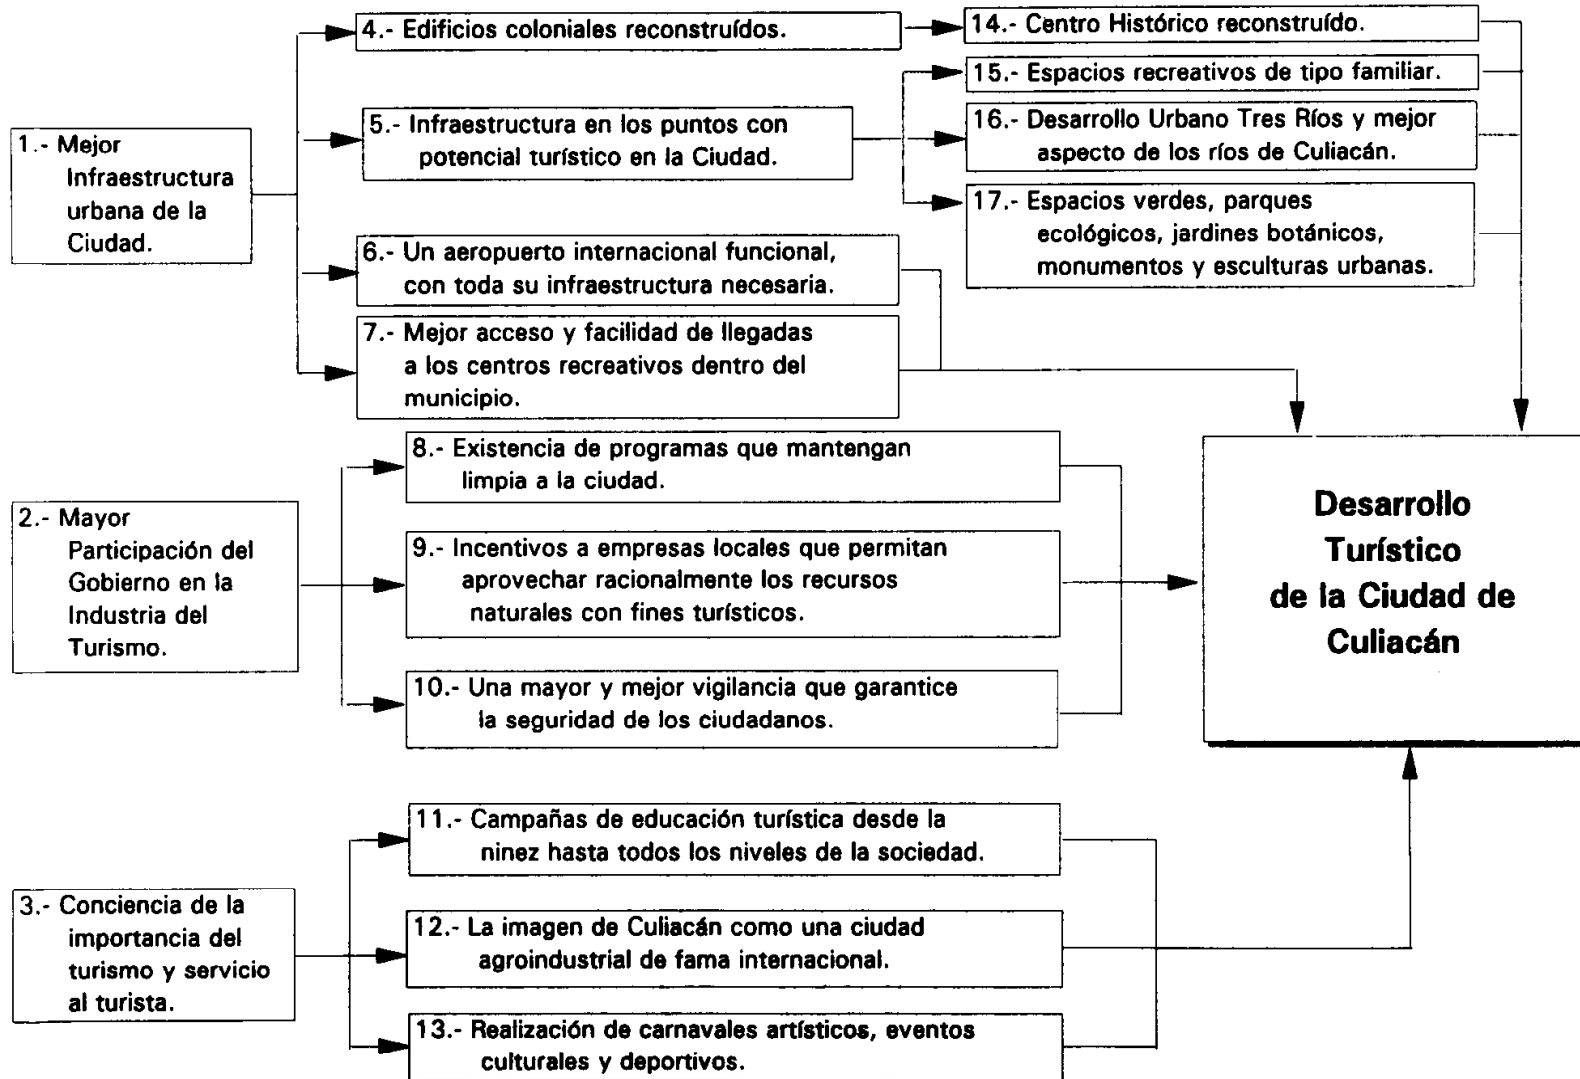 1.- Mejor
Infraestructura
urbana de la
Ciudad.
2.- Mayor
Participación del
Gobierno en la
Industria del
Turismo.
3.- Conciencia de la
importancia del
turismo y servicio
al turista.
4.- Edificios coloniales reconstruídos.
5.- Infraestructura en los puntos con
potencial turístico en la Ciudad.
6.- Un aeropuerto internacional funcional,
con toda su infraestructura necesaria.
7.- Mejor acceso y facilidad de llegadas
a los centros recreativos dentro del
municipio.
8.- Existencia de programas que mantengan
limpia a la ciudad.
9.- Incentivos a empresas locales que permitan
aprovechar racionalmente los recursos
naturales con fines turísticos.
10.- Una mayor y mejor vigilancia que garantice
la seguridad de los ciudadanos.
11.- Campañas de educación turística desde la
ninez hasta todos los niveles de la sociedad.
12.- La imagen de Culiacán como una ciudad
agroindustrial de fama internacional.
13.- Realización de carnavales artísticos, eventos
culturales y deportivos.
14.- Centro Histórico reconstruído.
15.- Espacios recreativos de tipo familiar.
16.- Desarrollo Urbano Tres Ríos y mejor
aspecto de los ríos de Culiacán.
17.- Espacios verdes, parques
ecológicos, jardines botánicos,
monumentos y esculturas urbanas.
Desarrollo
Turístico
de la Ciudad de
Culiacán